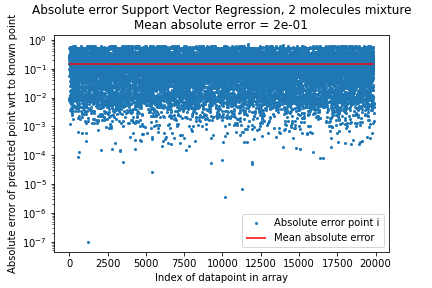 Absolute error Support Vector Regression, 2 molecules mixture
Mean absolute error = 2e-01
Absolute error of predicted point wrt to known point
10⁰
10⁻¹
10⁻²
10⁻³
10⁻⁴
10⁻⁵
10⁻⁶
10⁻⁷
Absolute error point i
Mean absolute error
0 2500 5000 7500 10000 12500 15000 17500 20000
Index of datapoint in array